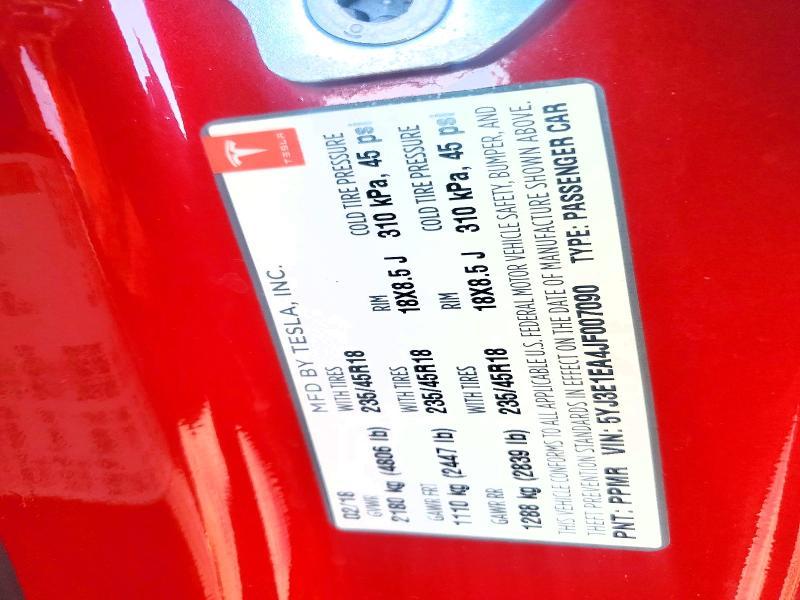 TESLA
MFD BY TESLA, INC.
02/18
GVWR WITH TIRES RIM COLD TIRE PRESSURE
2180 kg (4806 lb) 235/45R18 18X8.5 J 310 kPa, 45 psi
GAWR FRT WITH TIRES RIM COLD TIRE PRESSURE
1110 kg (2447 lb) 235/45R18 18X8.5 J 310 kPa, 45 psi
GAWR RR WITH TIRES
1288 kg (2839 lb) 235/45R18
THIS VEHICLE CONFORMS TO ALL APPLICABLE U.S. FEDERAL MOTOR VEHICLE SAFETY, BUMPER, AND
THEFT PREVENTION STANDARDS IN EFFECT ON THE DATE OF MANUFACTURE SHOWN ABOVE.
PNT: PPMR VIN: 5YJ3E1EA4JF007090 TYPE: PASSENGER CAR